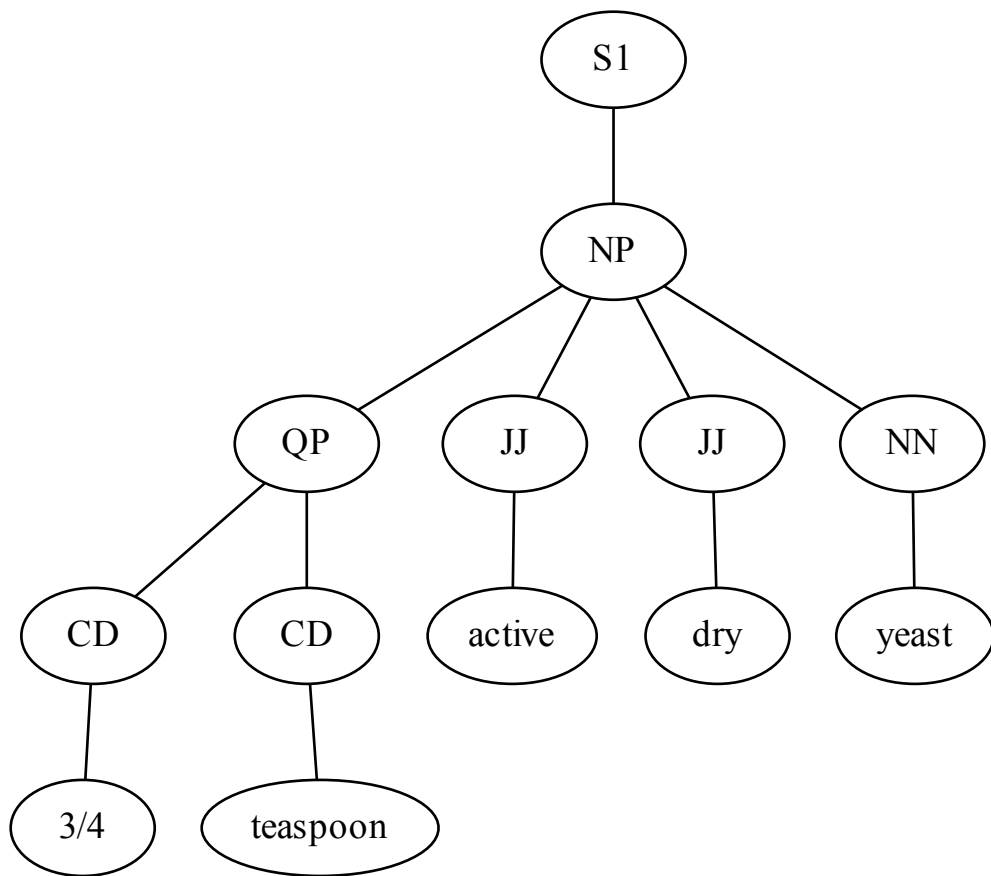 S1
NP
QP JJ JJ NN
CD CD active dry yeast
3/4 teaspoon